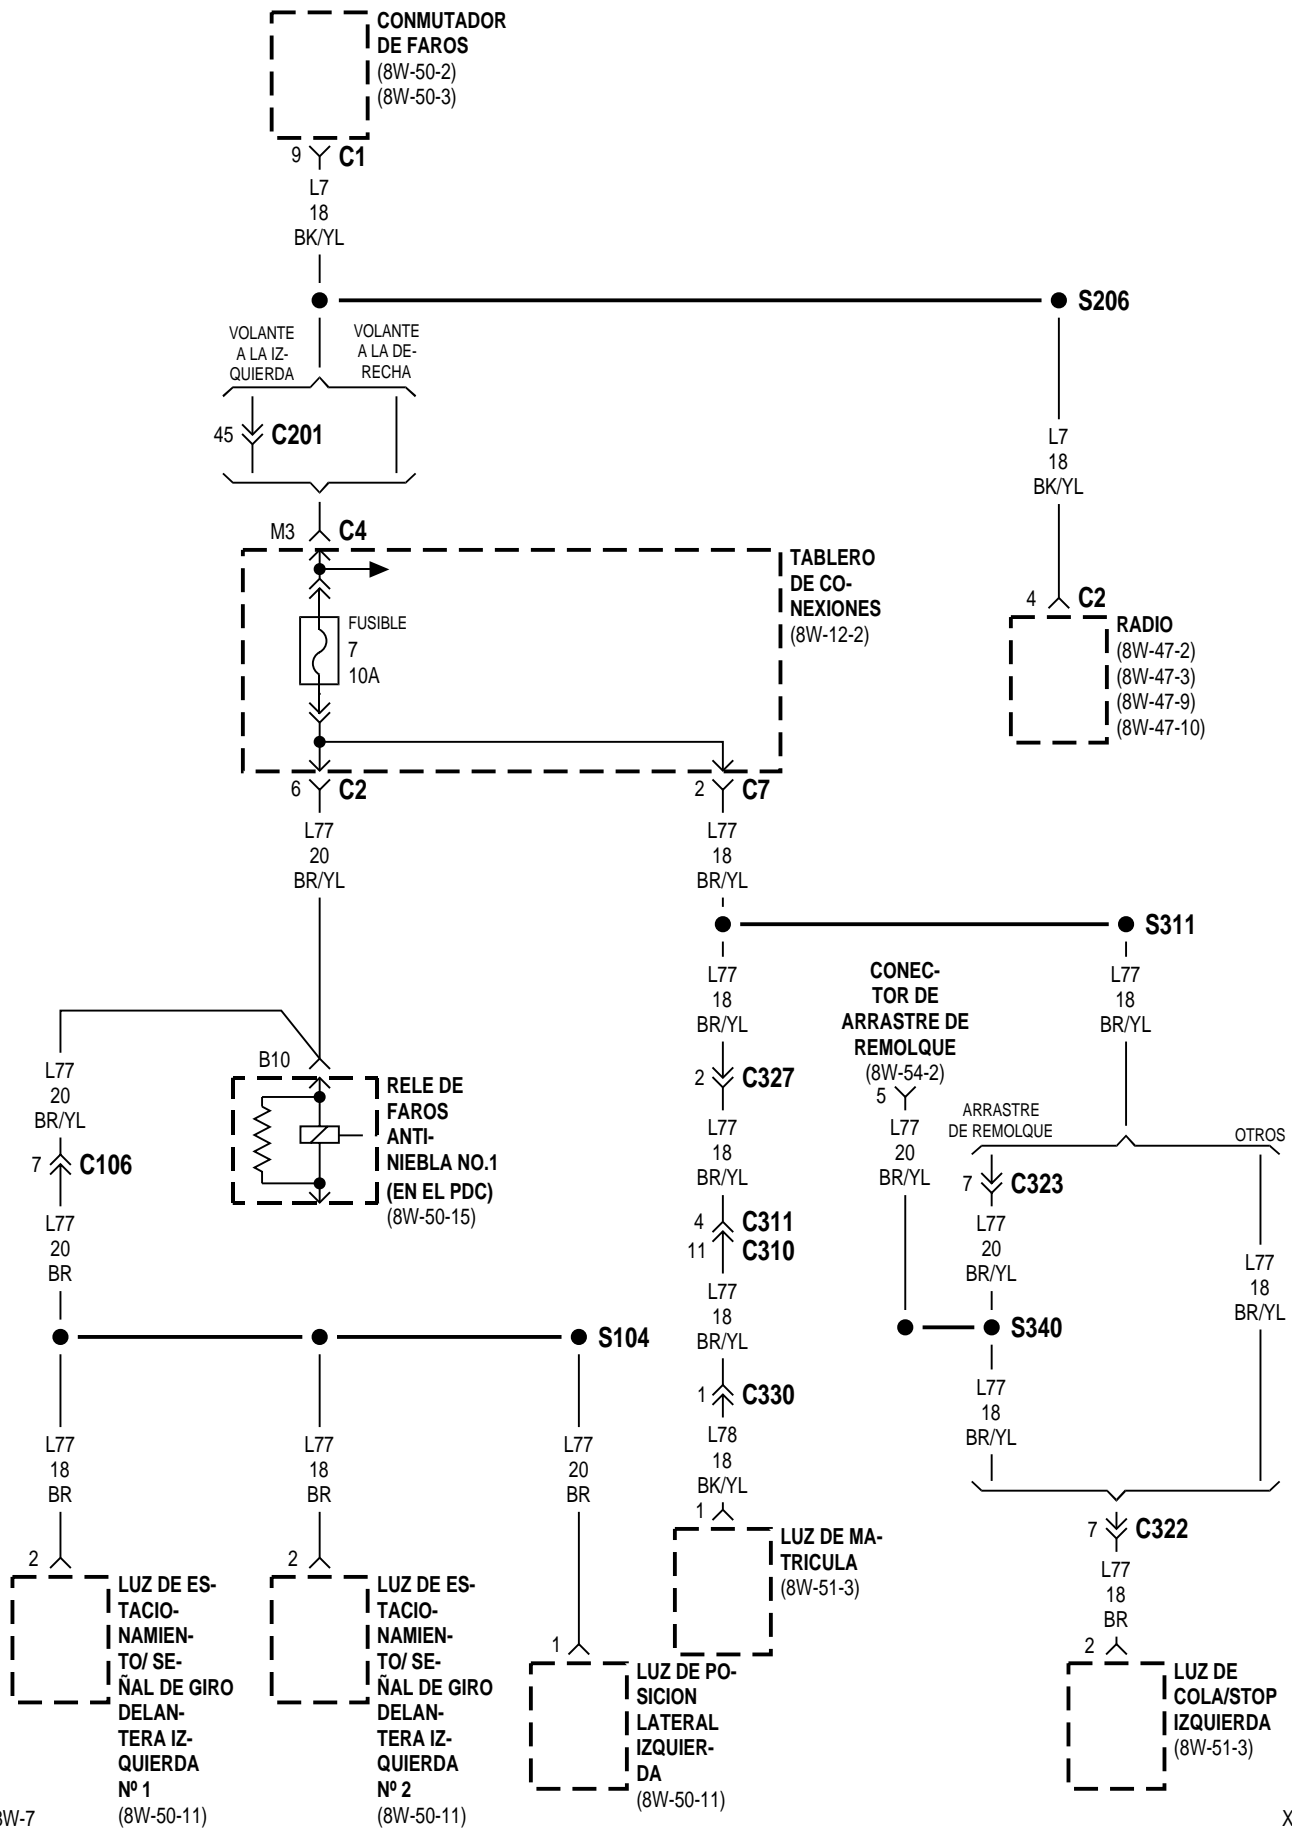 CONMUTADOR
DE FAROS
(8W-50-2)
(8W-50-3)
9 C1
L7
18
BK/YL
S206
VOLANTE
A LA IZ-
QUIERDA
VOLANTE
A LA DE-
RECHA
45 C201
L7
18
BK/YL
M3 C4
TABLERO
DE CO-
NEXIONES
(8W-12-2)
FUSIBLE
7
10A
4 C2
RADIO
(8W-47-2)
(8W-47-3)
(8W-47-9)
(8W-47-10)
6 C2
2 C7
L77
20
BR/YL
L77
18
BR/YL
S311
L77
18
BR/YL
CONEC-
TOR DE
ARRASTRE DE
REMOLQUE
(8W-54-2)
5
L77
18
BR/YL
B10
L77
20
BR/YL
RELE DE
FAROS
ANTI-
NIEBLA NO.1
(EN EL PDC)
(8W-50-15)
2 C327
L77
20
BR/YL
ARRASTRE
DE REMOLQUE
OTROS
7 C106
L77
18
BR/YL
7 C323
L77
20
BR
4 C311
11 C310
L77
20
BR/YL
L77
18
BR/YL
L77
18
BR/YL
S104
S340
1 C330
L77
18
BR/YL
L77
18
BR
L77
18
BR
L77
20
BR
L78
18
BK/YL
1
LUZ DE MA-
TRICULA
(8W-51-3)
7 C322
L77
18
BR
2
LUZ DE ES-
TACIO-
NAMIEN-
TO/ SE-
ÑAL DE GIRO
DELAN-
TERA IZ-
QUIERDA
Nº 1
(8W-50-11)
2
LUZ DE ES-
TACIO-
NAMIEN-
TO/ SE-
ÑAL DE GIRO
DELAN-
TERA IZ-
QUIERDA
Nº 2
(8W-50-11)
1
LUZ DE PO-
SICION
LATERAL
IZQUIER-
DA
(8W-50-11)
2
LUZ DE
COLA/STOP
IZQUIERDA
(8W-51-3)
W-7
X